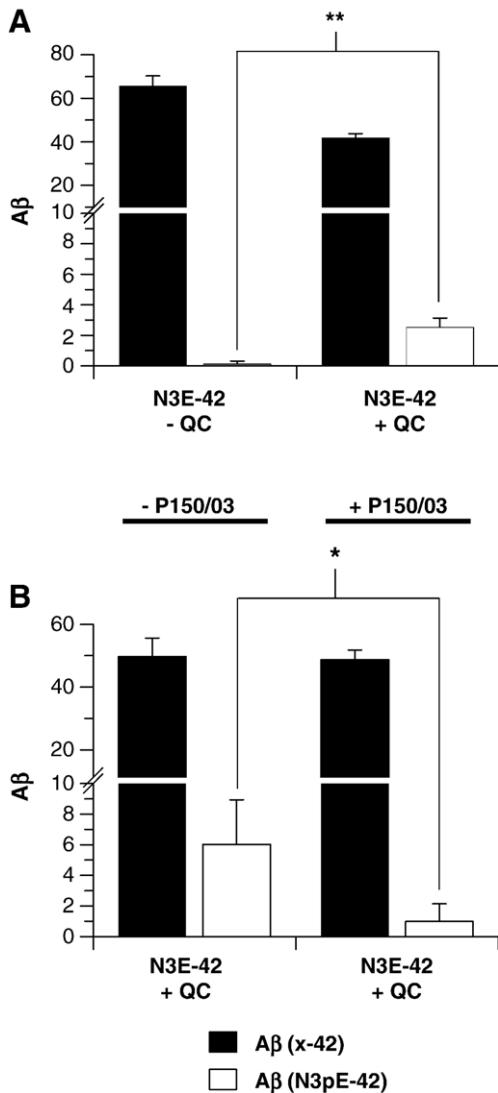 A
**
80
60
40
20
10
8
6
4
2
0
Aβ
N3E-42
- QC
N3E-42
+ QC
- P150/03
+ P150/03
*
B
60
40
20
10
8
6
4
2
0
Aβ
N3E-42
+ QC
N3E-42
+ QC
Aβ (x-42)
Aβ (N3pE-42)